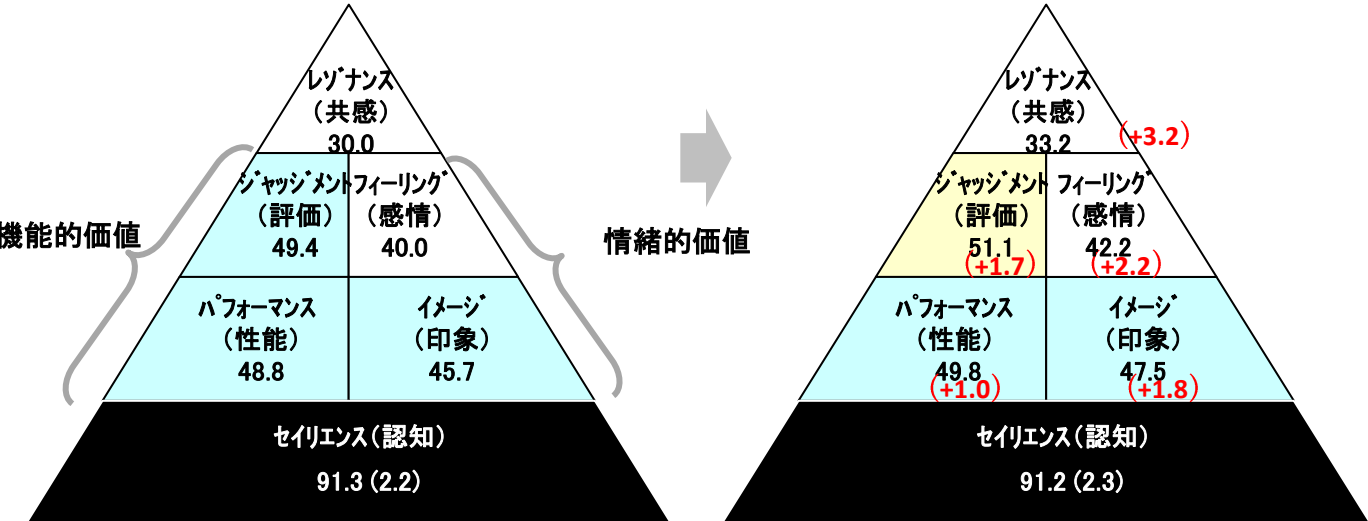 レゾナンス
（共感）
30.0
ジャッジメント
（評価）
49.4
フィーリング
（感情）
40.0
機能的価値
情緒的価値
パフォーマンス
（性能）
48.8
イメージ
（印象）
45.7
セイリエンス（認知）
91.3 (2.2)
レゾナンス
（共感）
33.2
(+3.2)
ジャッジメント
（評価）
51.1
(+1.7)
フィーリング
（感情）
42.2
(+2.2)
パフォーマンス
（性能）
49.8
(+1.0)
イメージ
（印象）
47.5
(+1.8)
セイリエンス（認知）
91.2 (2.3)